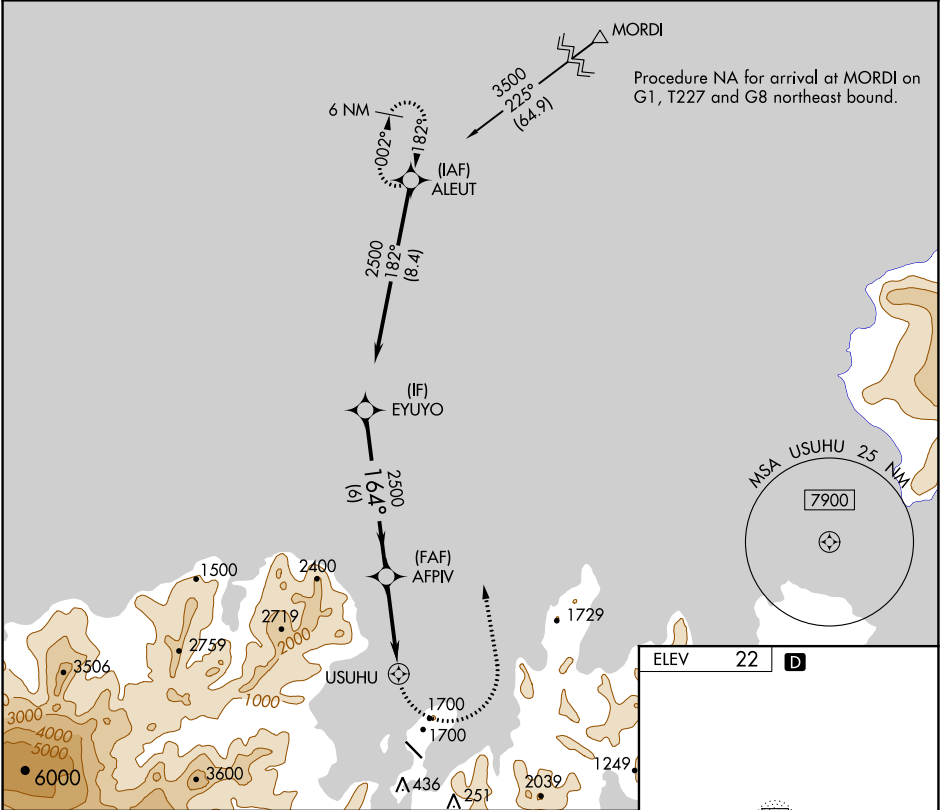 MORDI
3500
225°
(64.9)
Procedure NA for arrival at MORDI on
G1, T227 and G8 northeast bound.
6 NM
002°
182°
(IAF)
ALEUT
2500
182°
(8.4)
(IF)
EYUYO
2500
164°
(6)
MSA USUHU 25 NM
7900
(FAF)
AFPIV
1500
2400
2719
2000
2759
3506
1729
USUHU
1000
1700
1700
3000
4000
5000
6000
3600
436
251
2039
1249
ELEV 22 D